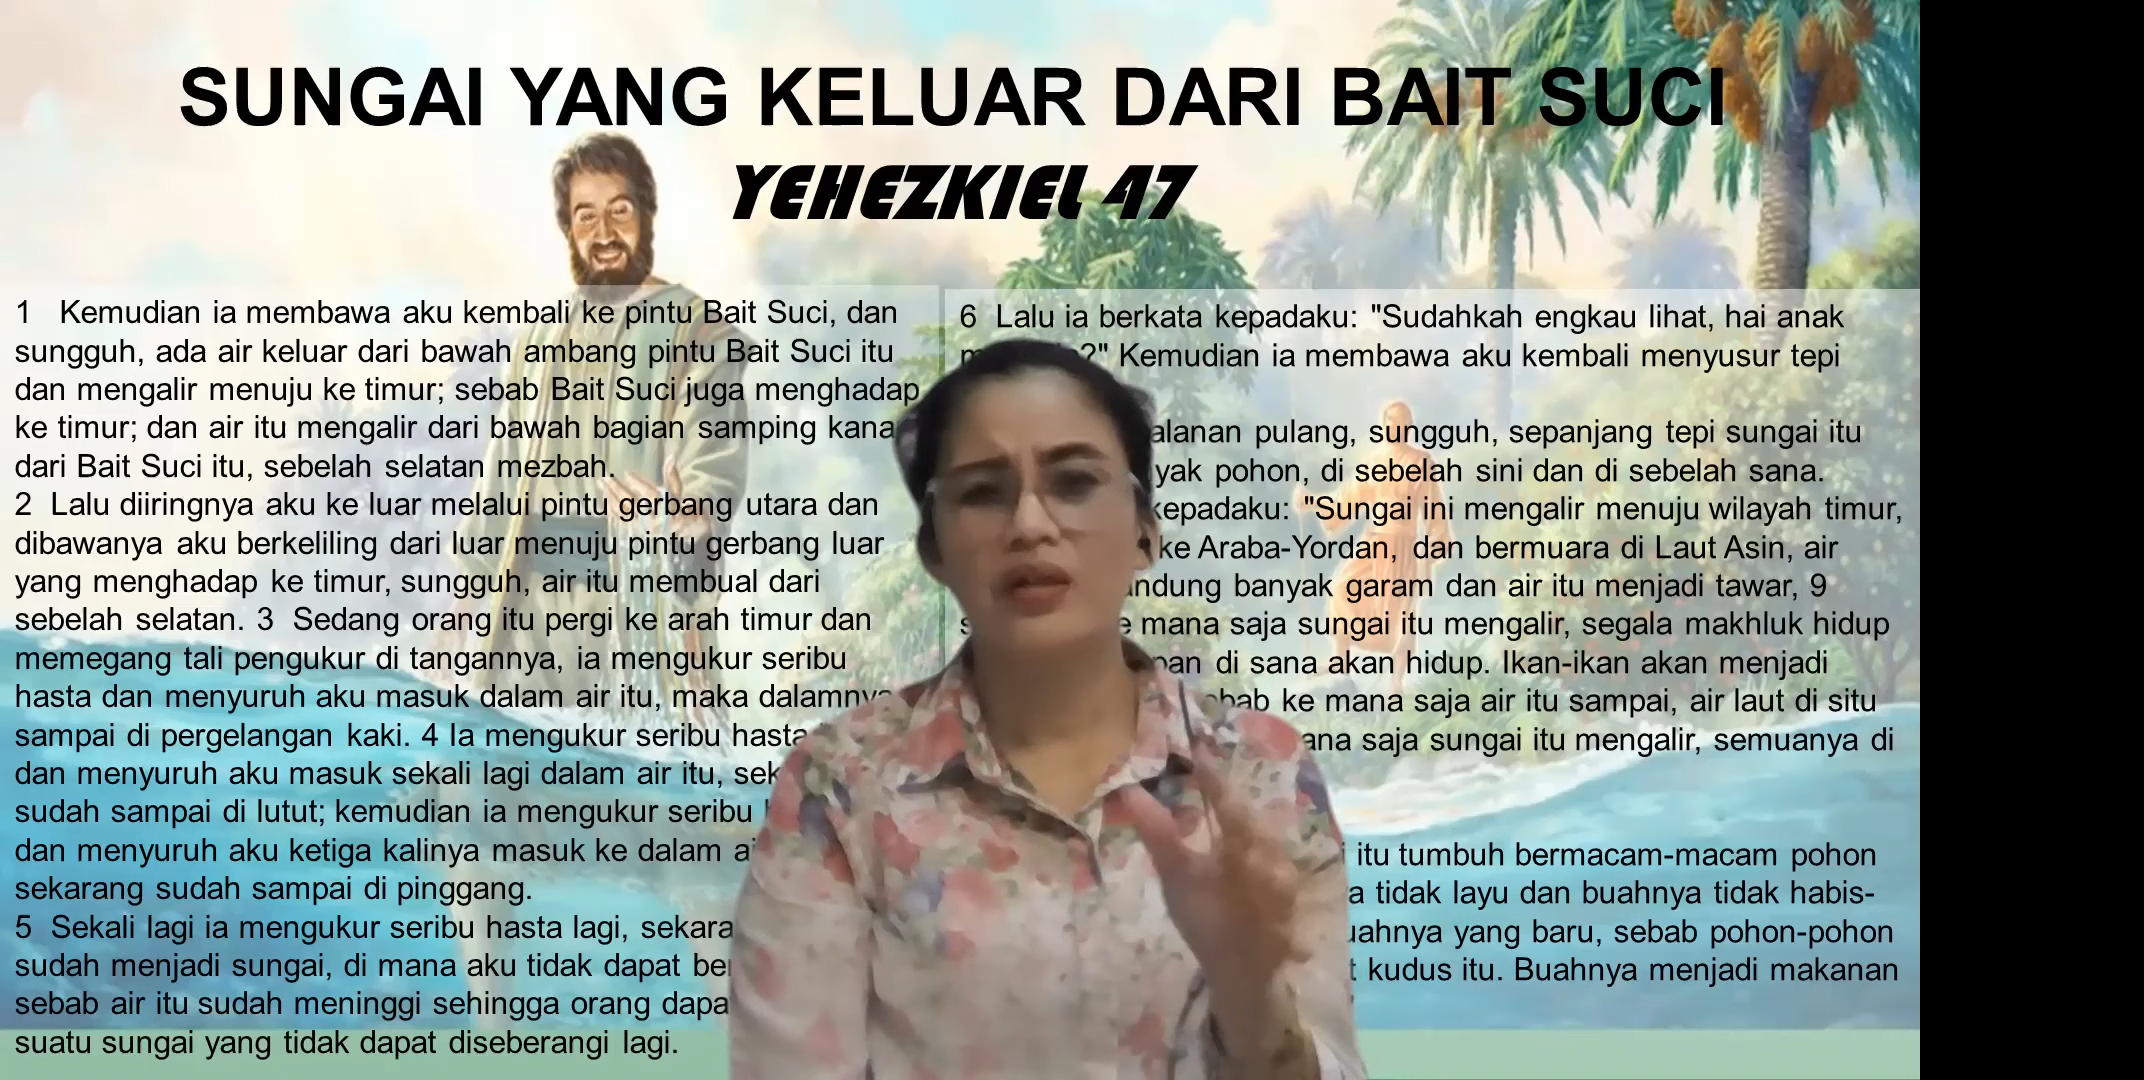 SUNGAI YANG KELUAR DARI BAIT SUCI
YEHEZKIEL 47
1 Kemudian ia membawa aku kembali ke pintu Bait Suci, dan
sungguh, ada air keluar dari bawah ambang pintu Bait Suci itu
dan mengalir menuju ke timur; sebab Bait Suci juga menghadap
ke timur; dan air itu mengalir dari bawah bagian samping
dari Bait Suci itu, sebelah selatan mezbah.
2 Lalu diiringnya aku ke luar melalui pintu gerbang utara dan
dibawanya aku berkeliling dari luar menuju pintu gerbang luar
yang menghadap ke timur, sungguh, air itu membual dari
sebelah selatan. 3 Sedang orang itu pergi ke arah timur dan
memegang tali pengukur di tangannya, ia mengukur seribu
hasta dan menyuruh aku masuk dalam air itu, maka dalamnya
sampai di pergelangan kaki. 4 Ia mengukur seribu hasta
dan menyuruh aku masuk sekali lagi dalam air itu,
sudah sampai di lutut; kemudian ia mengukur seribu
dan menyuruh aku ketiga kalinya masuk ke dalam
sekarang sudah sampai di pinggang.
5 Sekali lagi ia mengukur seribu hasta lagi,
sudah menjadi sungai, di mana aku tidak dapat
sebab air itu sudah meninggi sehingga orang
suatu sungai yang tidak dapat diseberangi lagi.
6 Lalu ia berkata kepadaku: "Sudahkah engkau lihat, hai anak
Kemudian ia membawa aku kembali menyusur tepi
pulang, sungguh, sepanjang tepi sungai itu
pohon, di sebelah sini dan di sebelah sana.
kepadaku: "Sungai ini mengalir menuju wilayah timur,
ke Araba-Yordan, dan bermuara di Laut Asin, air
banyak garam dan air itu menjadi tawar, 9
mana saja sungai itu mengalir, segala makhluk hidup
di sana akan hidup. Ikan-ikan akan menjadi
ke mana saja air itu sampai, air laut di situ
saja sungai itu mengalir, semuanya di
itu tumbuh bermacam-macam pohon
tidak layu dan buahnya tidak habis-
yang baru, sebab pohon-pohon
kudus itu. Buahnya menjadi makanan